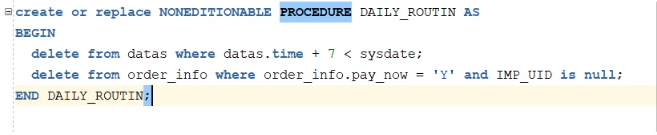 create or replace NONEDITIONABLE PROCEDURE DAILY_ROUTIN AS
BEGIN
  delete from datas where datas.time + 7 < sysdate;
  delete from order_info where order_info.pay_now = 'Y' and IMP_UID is null;
END DAILY_ROUTIN;